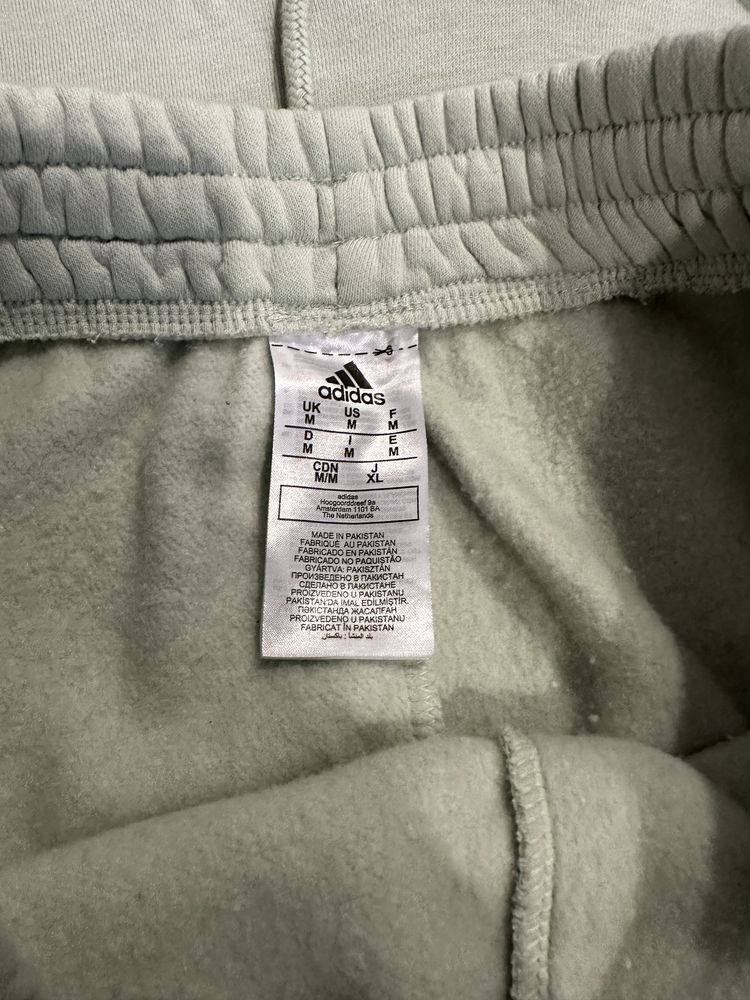 adidas
UK US F
M M M
D I E
M M M
CDN J
M/M XL
adidas
Hoogoorddreef 9a
Amsterdam 1101 BA
The Netherlands
MADE IN PAKISTAN
FABRIQUÉ AU PAKISTAN
FABRICADO EN PAKISTÁN
FABRICADO NO PAQUISTÃO
GYÁRTVA: PAKISZTÁN
ПРОИЗВЕДЕНО В ПАКИСТАН
СДЕЛАНО В ПАКИСТАНЕ
PROIZVEDENO U PAKISTANU
PAKİSTAN'DA İMAL EDİLMİŞTİR.
ПӘКІСТАНДА ЖАСАЛҒАН
PROIZVEDENO U PAKISTANU
FABRICAT ÎN PAKISTAN
بلد المنشأ : باكستان